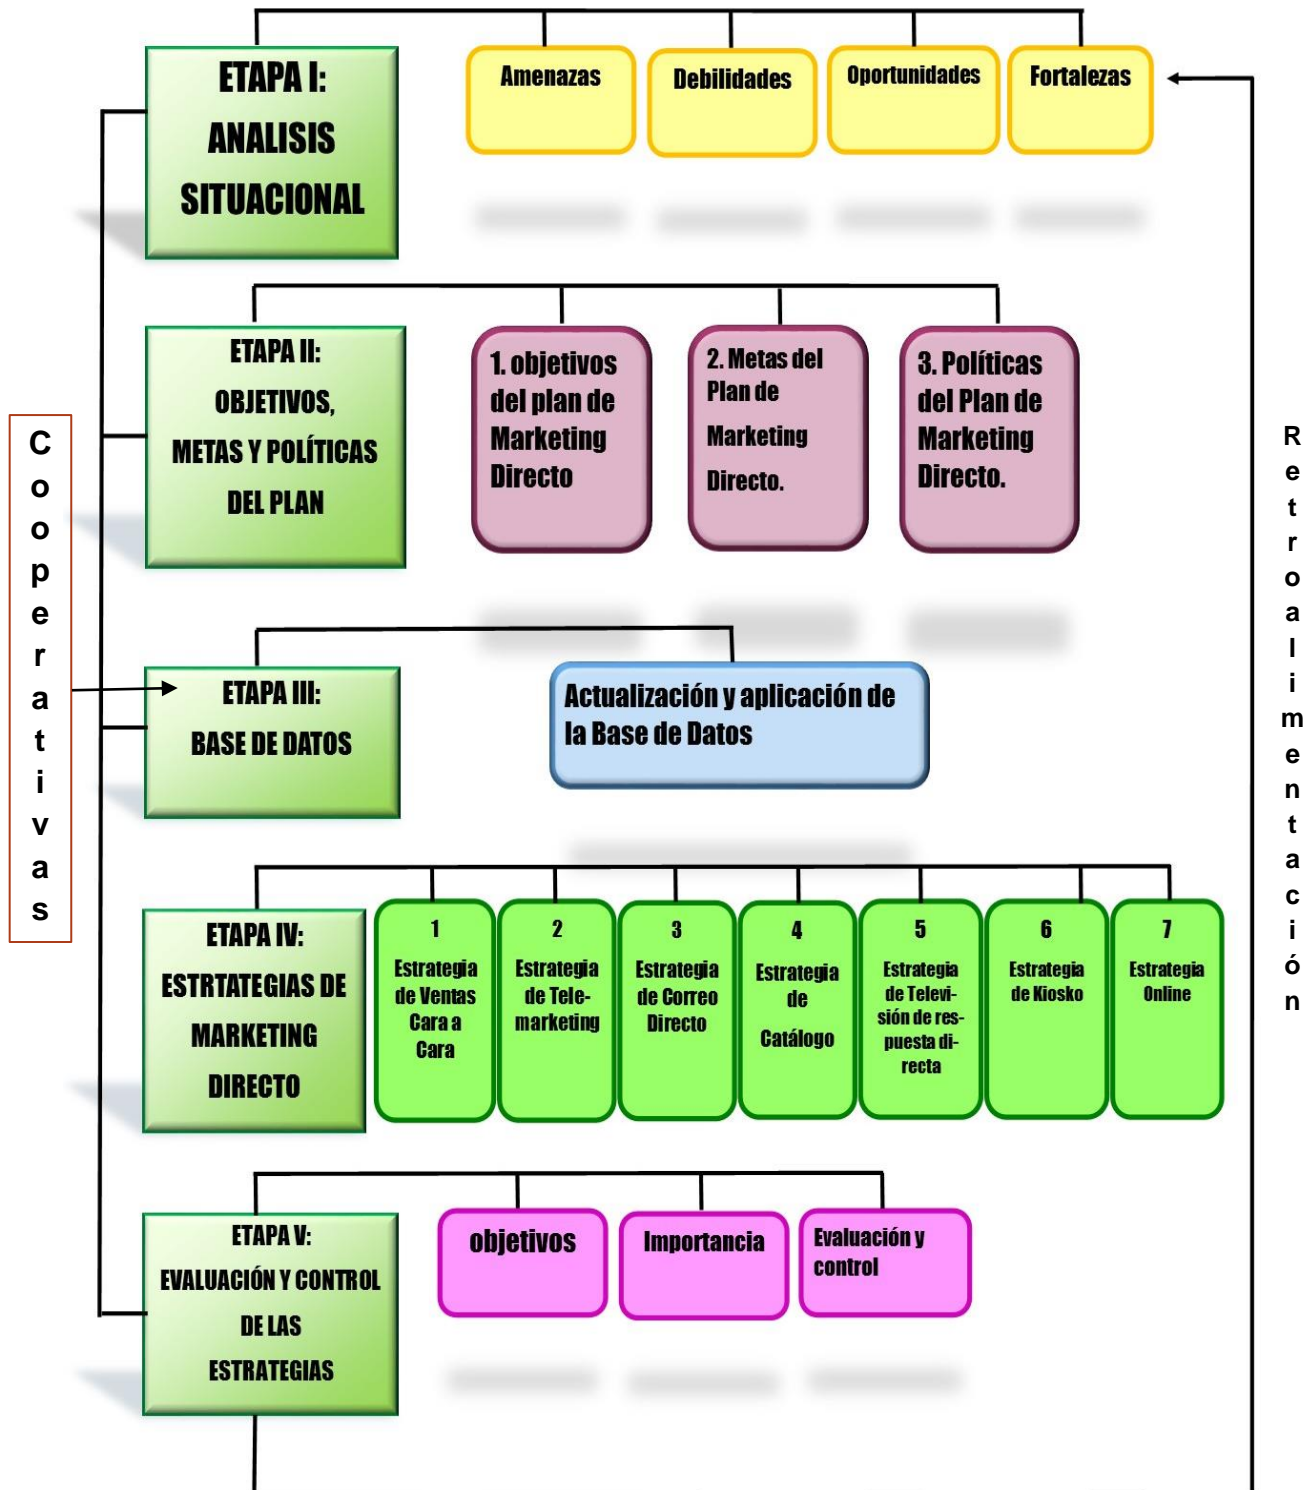 ETAPA I:
ANALISIS
SITUACIONAL
Amenazas
Debilidades
Oportunidades
Fortalezas
ETAPA II:
OBJETIVOS,
METAS Y POLÍTICAS
DEL PLAN
1. objetivos
del plan de
Marketing
Directo
2. Metas del
Plan de
Marketing
Directo.
3. Políticas
del Plan de
Marketing
Directo.
Cooperativas
Retroalimentación
ETAPA III:
BASE DE DATOS
Actualización y aplicación de
la Base de Datos
ETAPA IV:
ESTRTATEGIAS DE
MARKETING
DIRECTO
1
Estrategia
de Ventas
Cara a
Cara
2
Estrategia
de Tele-
marketing
3
Estrategia
de Correo
Directo
4
Estrategia
de
Catálogo
5
Estrategia
de Televi-
sión de res-
puesta di-
recta
6
Estrategia
de Kiosko
7
Estrategia
Online
ETAPA V:
EVALUACIÓN Y CONTROL
DE LAS
ESTRATEGIAS
objetivos
Importancia
Evaluación y
control